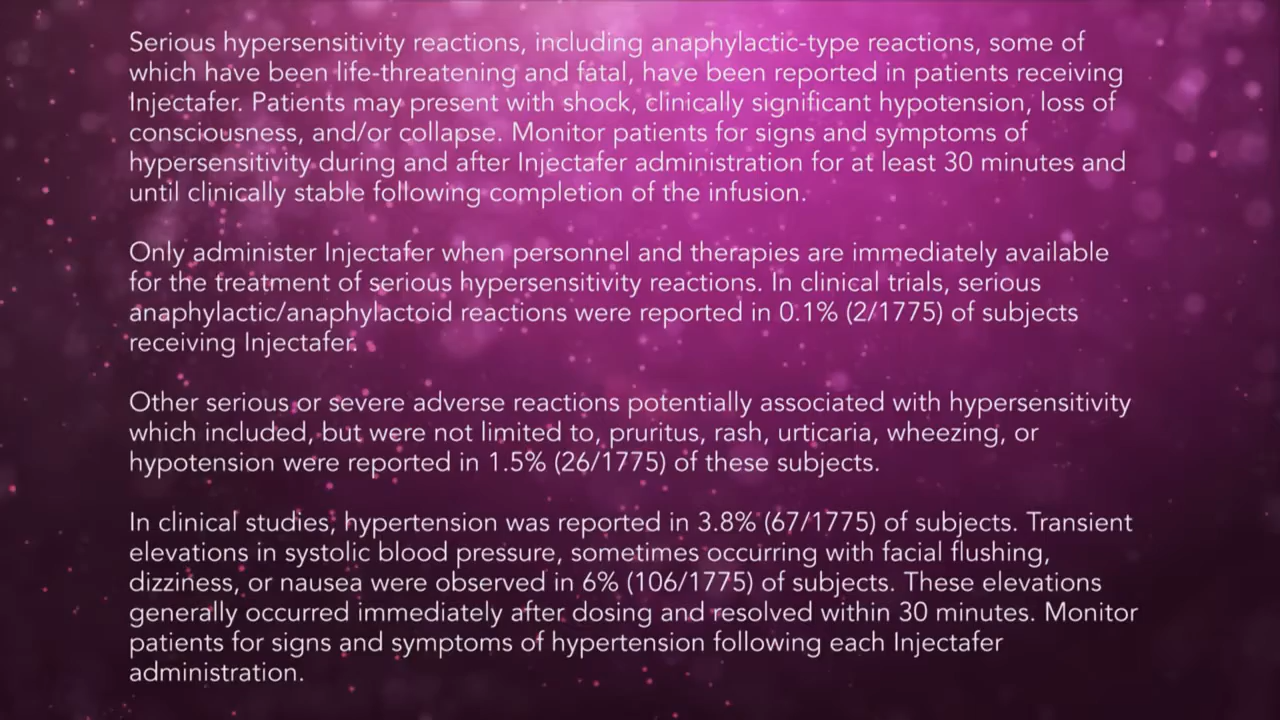 Serious hypersensitivity reactions, including anaphylactic-type reactions, some of
which have been life-threatening and fatal, have been reported in patients receiving
Injectafer. Patients may present with shock, clinically significant hypotension, loss of
consciousness, and/or collapse. Monitor patients for signs and symptoms of
hypersensitivity during and after Injectafer administration for at least 30 minutes and
until clinically stable following completion of the infusion.
Only administer Injectafer when personnel and therapies are immediately available
for the treatment of serious hypersensitivity reactions. In clinical trials, serious
anaphylactic/anaphylactoid reactions were reported in 0.1% (2/1775) of subjects
receiving Injectafer.
Other serious or severe adverse reactions potentially associated with hypersensitivity
which included, but were not limited to, pruritus, rash, urticaria, wheezing, or
hypotension were reported in 1.5% (26/1775) of these subjects.
In clinical studies, hypertension was reported in 3.8% (67/1775) of subjects. Transient
elevations in systolic blood pressure, sometimes occurring with facial flushing,
dizziness, or nausea were observed in 6% (106/1775) of subjects. These elevations
generally occurred immediately after dosing and resolved within 30 minutes. Monitor
patients for signs and symptoms of hypertension following each Injectafer
administration.